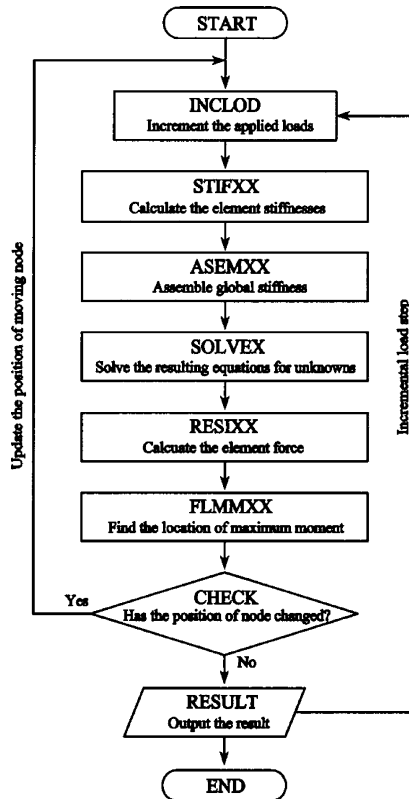 START
INCLOD
Increment the applied loads
STIFXX
Calculate the element stiffnesses
ASEMXX
Assemble global stiffness
SOLVEX
Solve the resulting equations for unknowns
RESIXX
Calcuate the element force
FLMMXX
Find the location of maximum moment
CHECK
Has the position of node changed?
Yes
No
RESULT
Output the result
END
Update the position of moving node
Incremental load stop